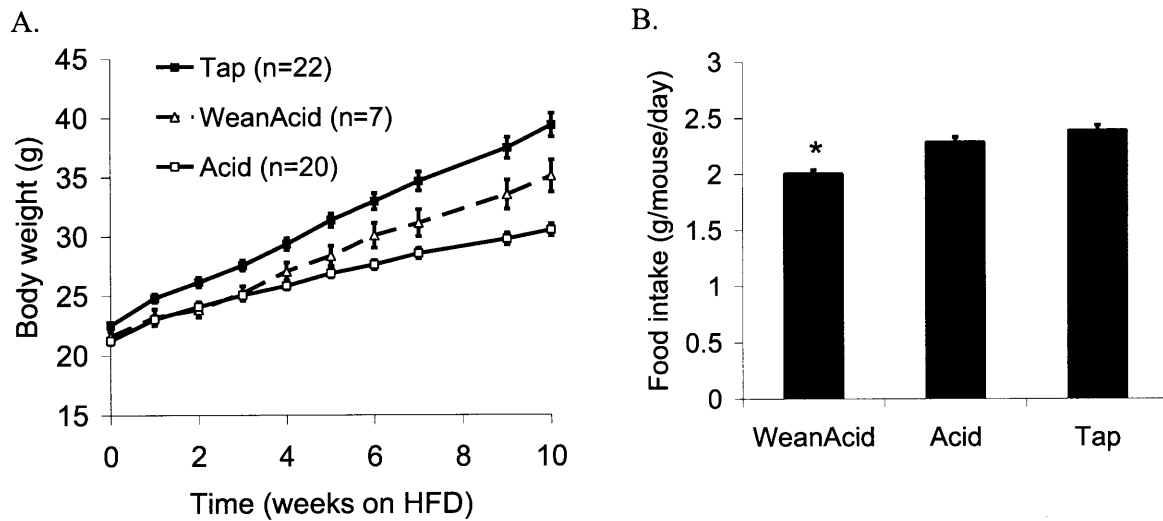 A.
45
40
35
30
25
20
15
Body weight (g)
Tap (n=22)
WeanAcid (n=7)
Acid (n=20)
0 2 4 6 8 10
Time (weeks on HFD)
B.
3
2.5
2
1.5
1
0.5
0
Food intake (g/mouse/day)
*
WeanAcid Acid Tap